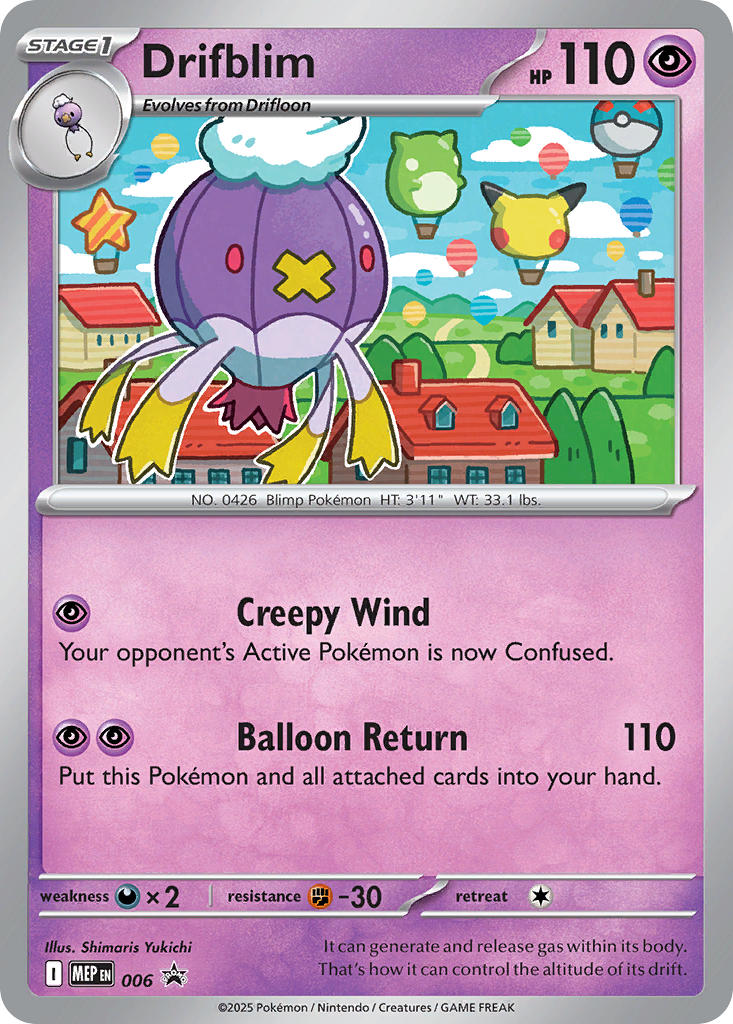 STAGE 1
Drifblim
HP 110
Evolves from Drifloon
NO. 0426 Blimp Pokémon HT: 3'11" WT: 33.1 lbs.
Creepy Wind
Your opponent's Active Pokémon is now Confused.
Balloon Return 110
Put this Pokémon and all attached cards into your hand.
weakness ×2 resistance -30 retreat
Illus. Shimaris Yukichi
It can generate and release gas within its body.
That's how it can control the altitude of its drift.
I MEP EN 006 PROMO
©2025 Pokémon / Nintendo / Creatures / GAME FREAK